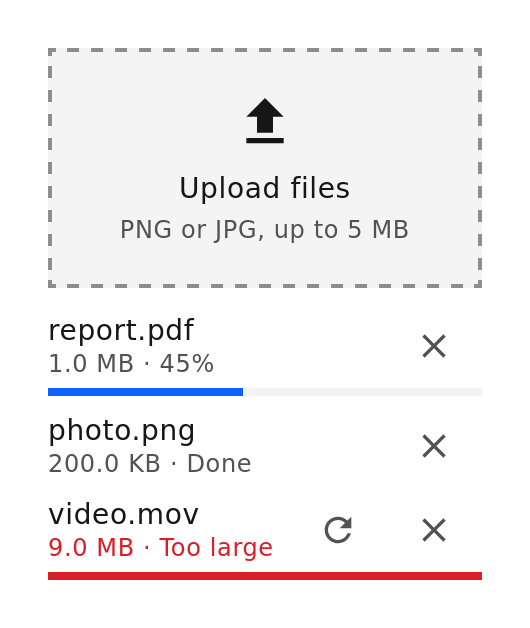 Upload files
PNG or JPG, up to 5 MB
report.pdf
1.0 MB · 45%
photo.png
200.0 KB · Done
video.mov
9.0 MB · Too large